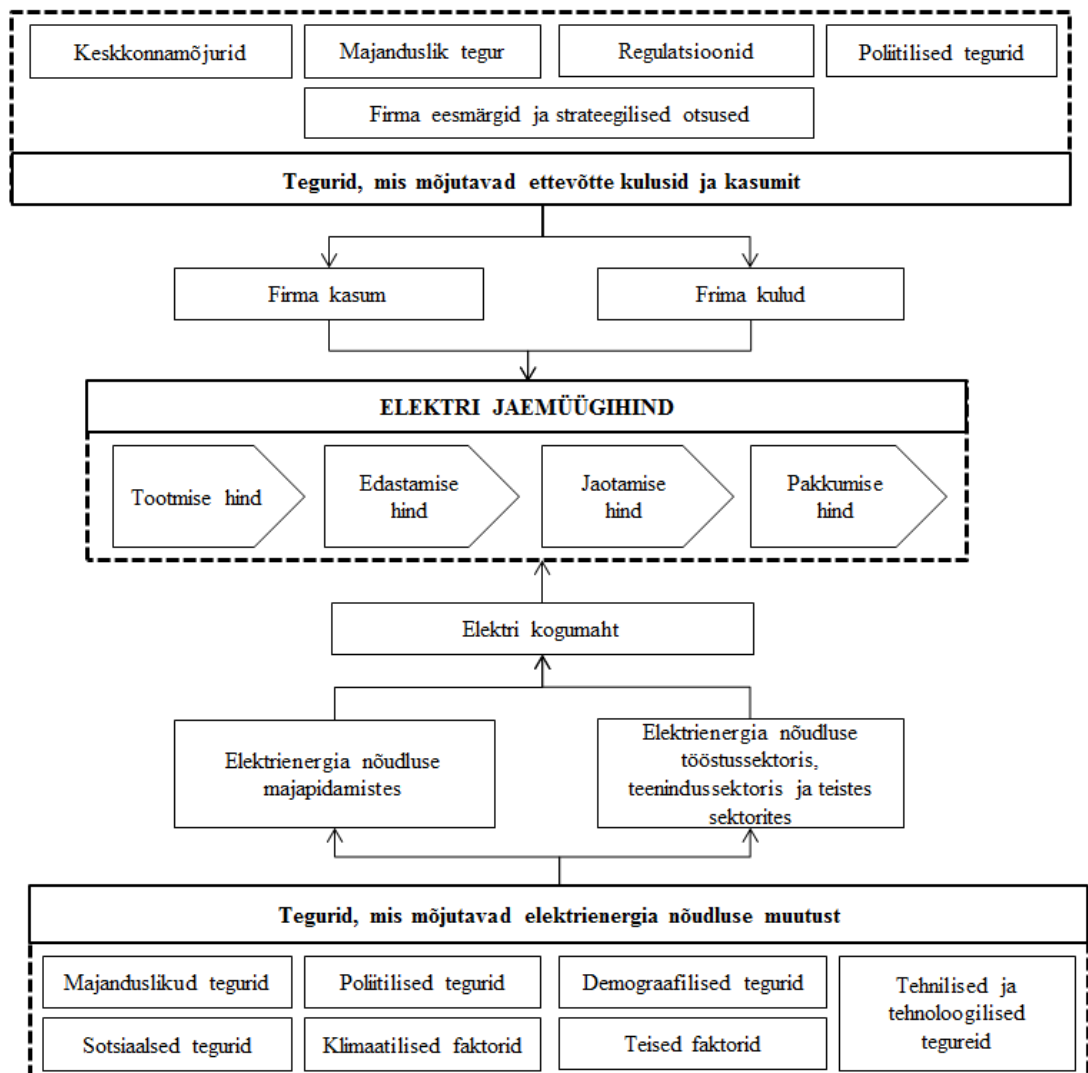 Keskkonnamõjurid
Majanduslik tegur
Regulatsioonid
Poliitilised tegurid
Firma eesmärgid ja strateegilised otsused
Tegurid, mis mõjutavad ettevõtte kulusid ja kasumit
Firma kasum
Frima kulud
ELEKTRI JAEMÜÜGIHIND
Tootmise hind
Edastamise
hind
Jaotamise
hind
Pakkumise
hind
Elektri kogumaht
Elektrienergia nõudluse
majapidamistes
Elektrienergia nõudluse
tööstussektoris,
teenindussektoris ja teistes
sektorites
Tegurid, mis mõjutavad elektrienergia nõudluse muutust
Majanduslikud tegurid
Poliitilised tegurid
Demograafilised tegurid
Tehnilised ja
tehnoloogilised
tegureid
Sotsiaalsed tegurid
Klimaatilised faktorid
Teised faktorid